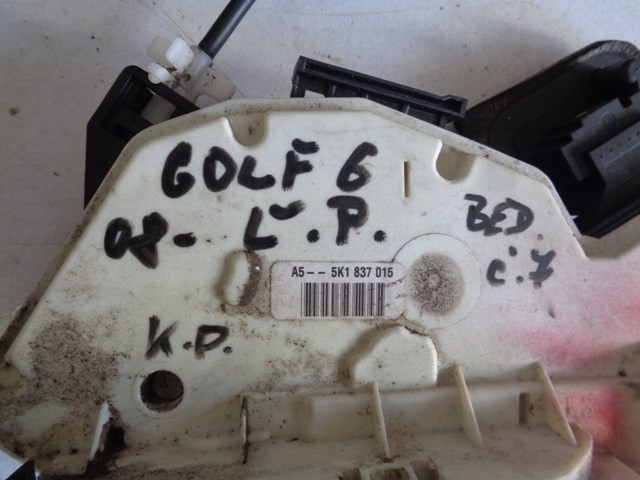 GOLF 6
08- Ľ.P.
BED.
č.7
A5-- 5K1 837 015
K.D.